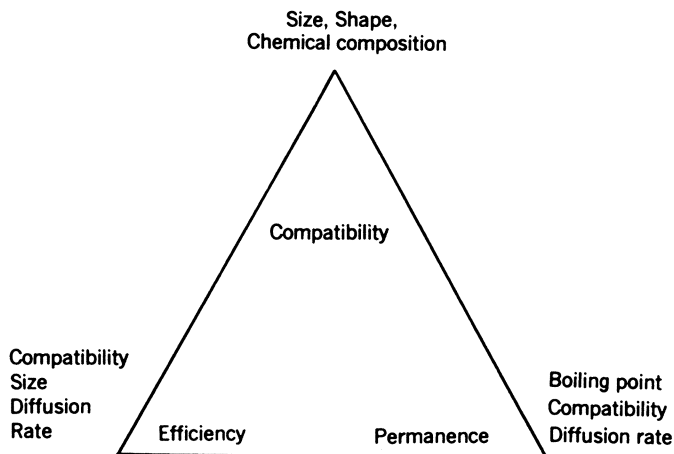 Size, Shape,
Chemical composition
Compatibility
Compatibility
Size
Diffusion
Rate
Efficiency
Permanence
Boiling point
Compatibility
Diffusion rate